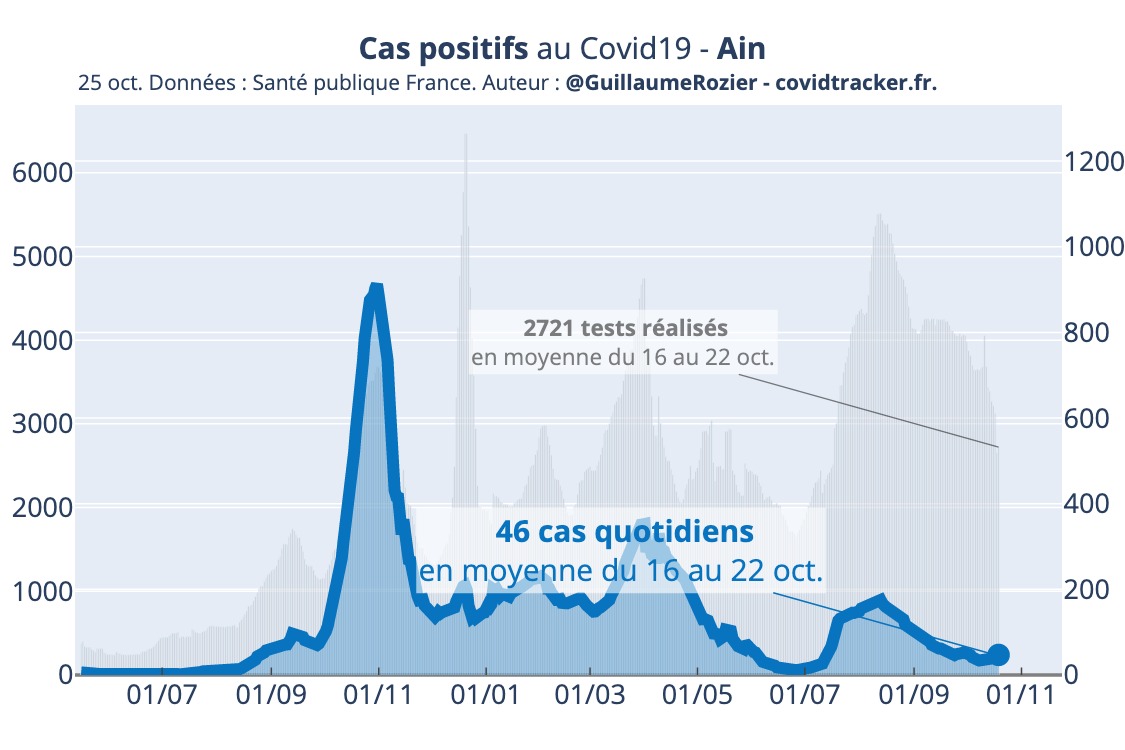 Cas positifs au Covid19 - Ain
25 oct. Données : Santé publique France. Auteur : @GuillaumeRozier - covidtracker.fr.
6000
5000
4000
3000
2000
1000
0
1200
1000
800
600
400
200
0
2721 tests réalisés
en moyenne du 16 au 22 oct.
46 cas quotidiens
en moyenne du 16 au 22 oct.
01/07 01/09 01/11 01/01 01/03 01/05 01/07 01/09 01/11